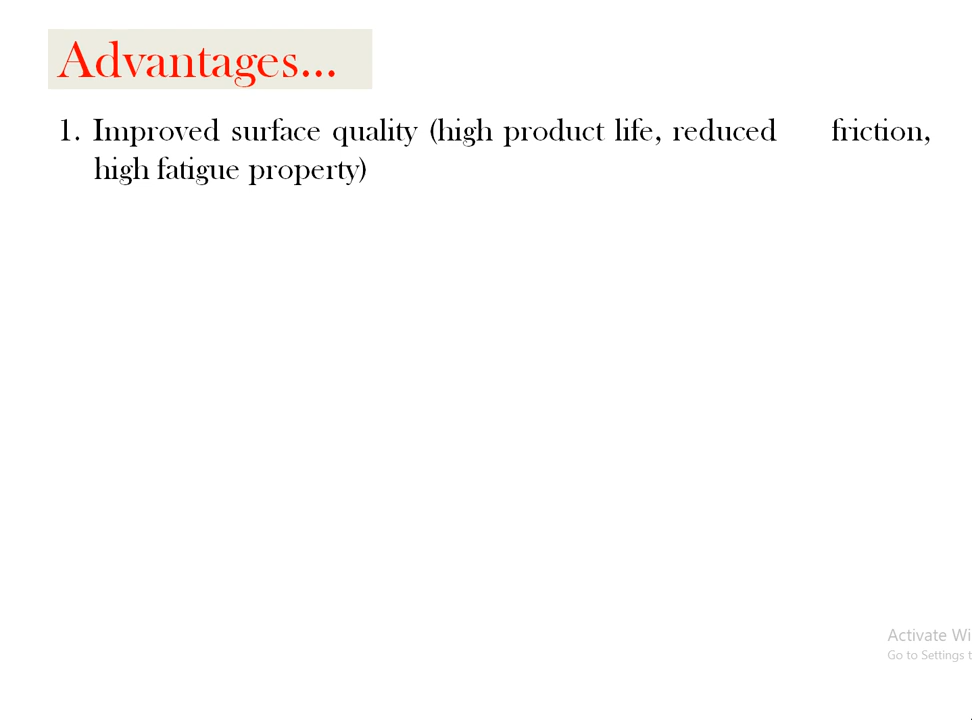 Advantages...
1. Improved surface quality (high product life, reduced friction,
high fatigue property)
Activate Wi
Go to Settings t